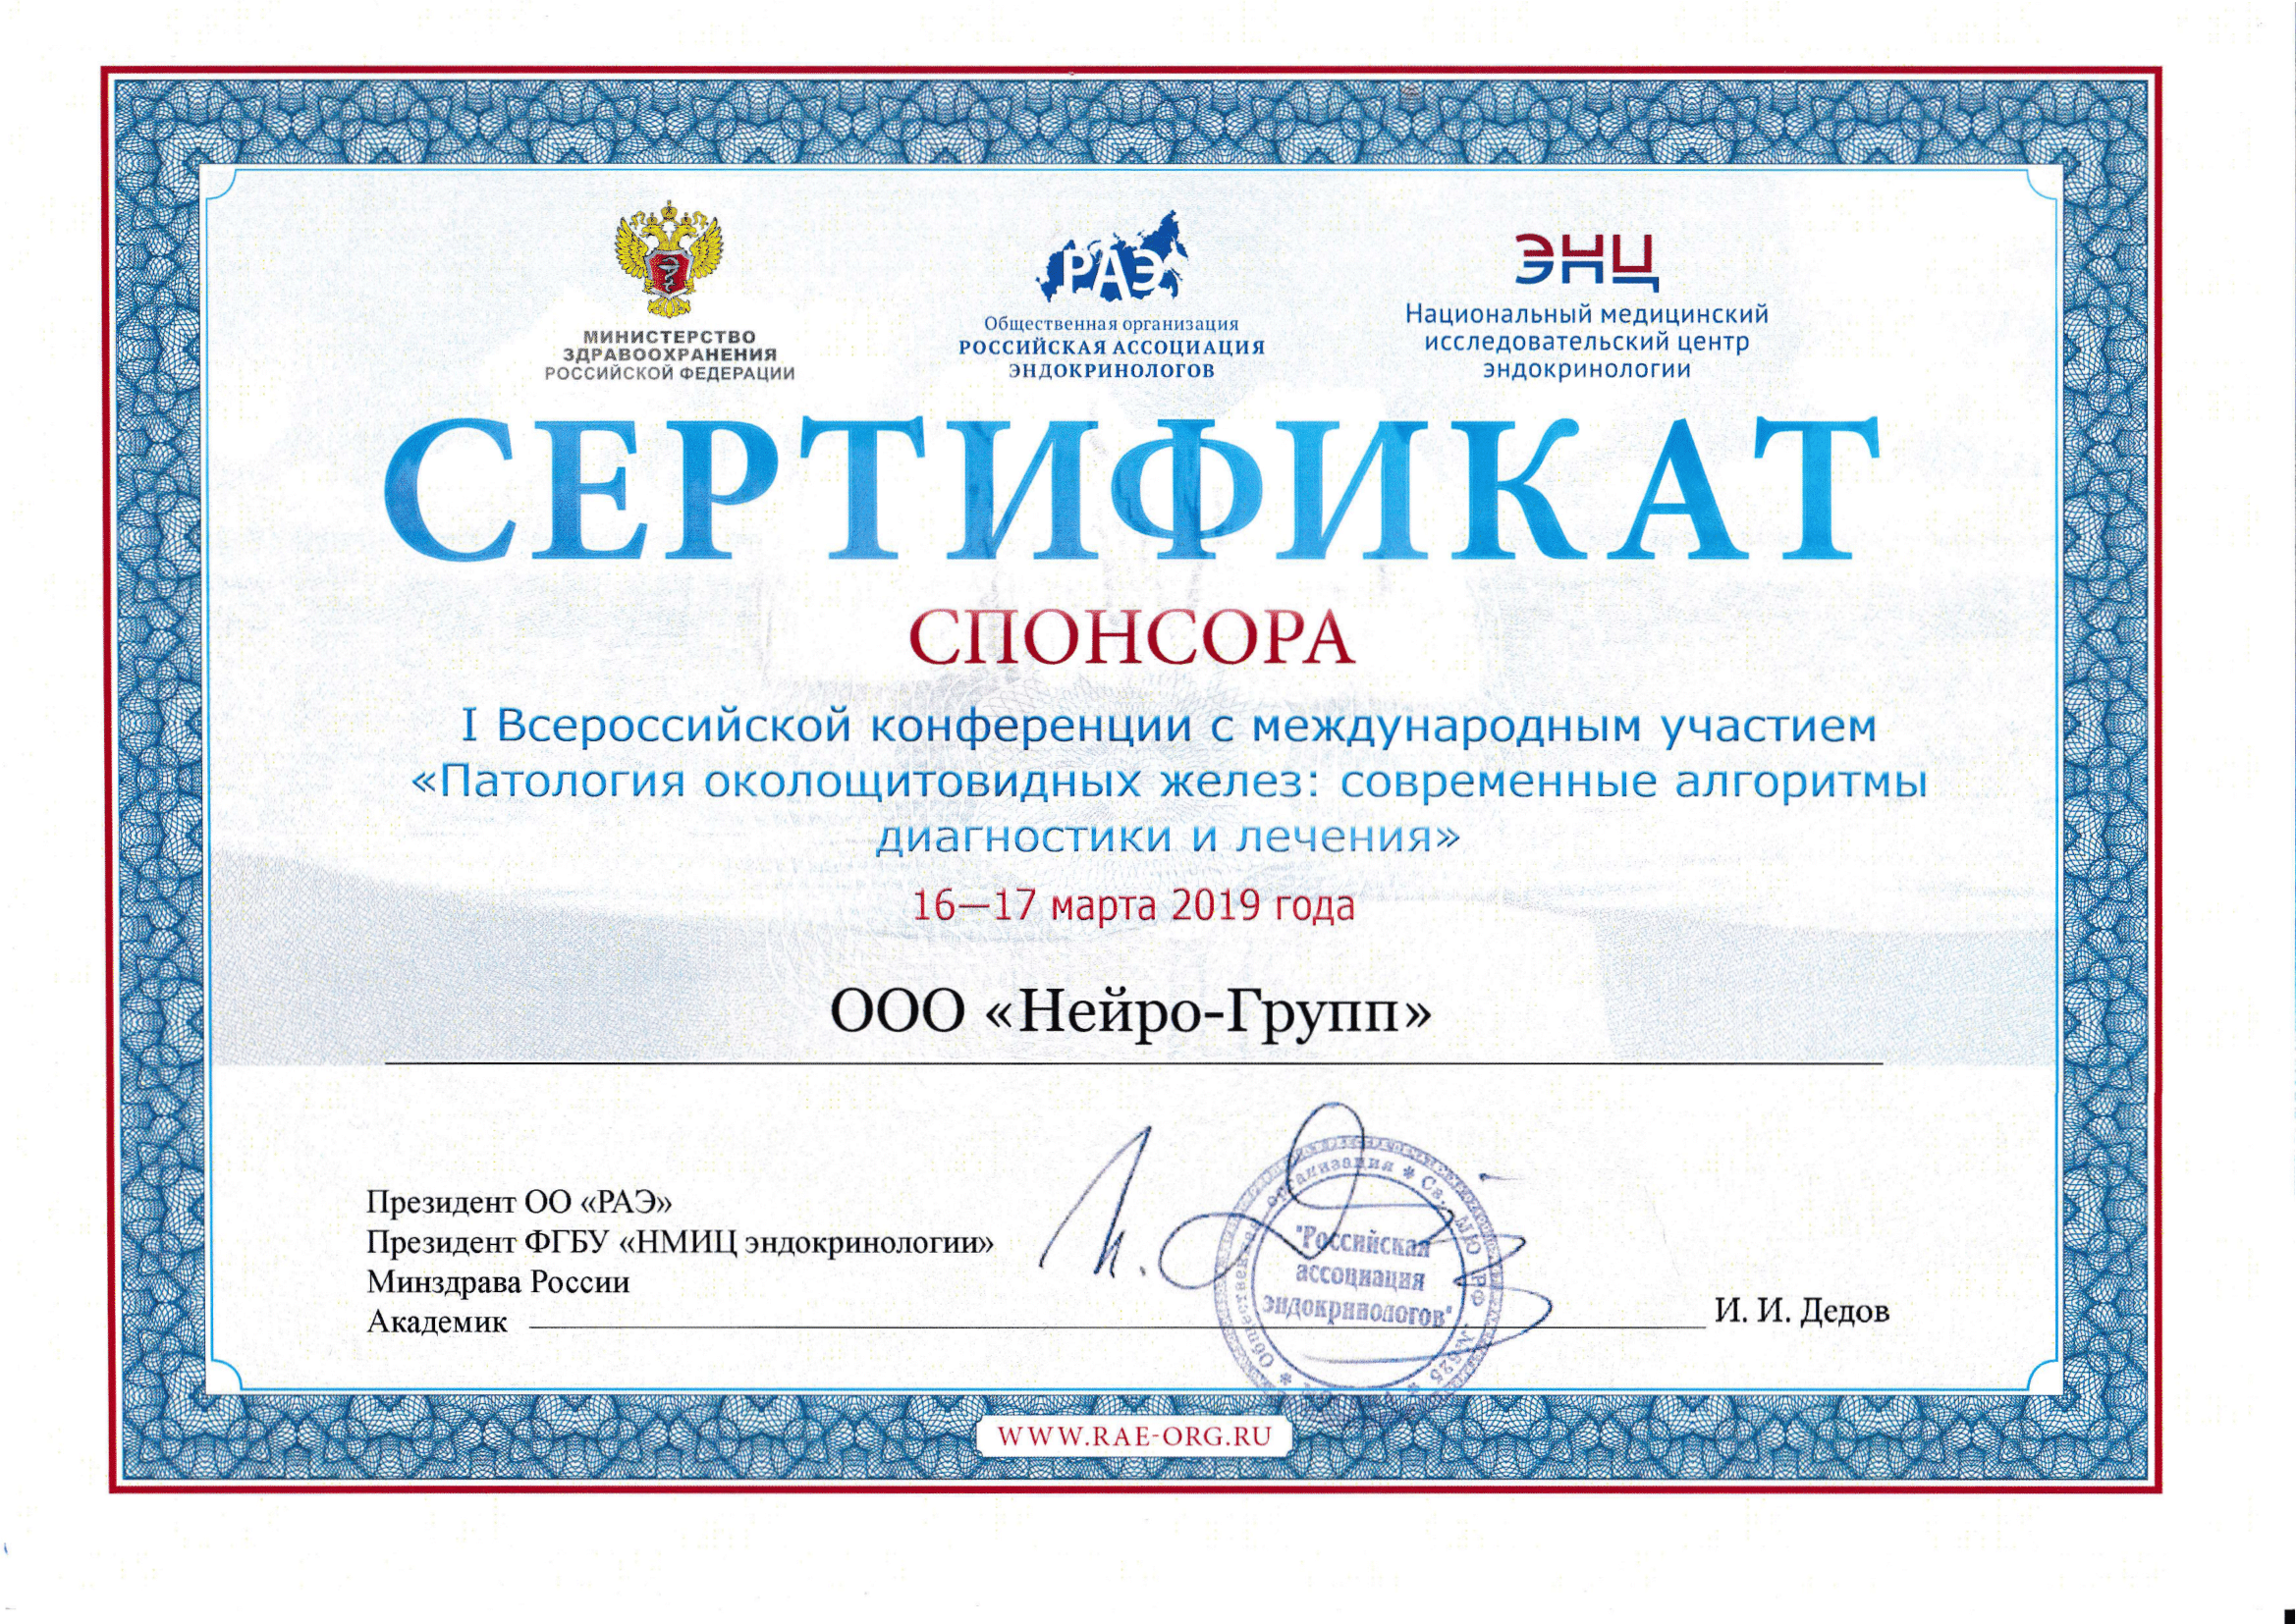 МИНИСТЕРСТВО
ЗДРАВООХРАНЕНИЯ
РОССИЙСКОЙ ФЕДЕРАЦИИ
РАЭ
Общественная организация
РОССИЙСКАЯ АССОЦИАЦИЯ
ЭНДОКРИНОЛОГОВ
ЭНЦ
Национальный медицинский
исследовательский центр
эндокринологии
СЕРТИФИКАТ
СПОНСОРА
I Всероссийской конференции с международным участием
«Патология околощитовидных желез: современные алгоритмы
диагностики и лечения»
16—17 марта 2019 года
ООО «Нейро-Групп»
Президент ОО «РАЭ»
Президент ФГБУ «НМИЦ эндокринологии»
Минздрава России
Академик
И. И. Дедов
Общественная организация * Св. МЮ РФ
"Российская
ассоциация
эндокринологов"
WWW.RAE-ORG.RU